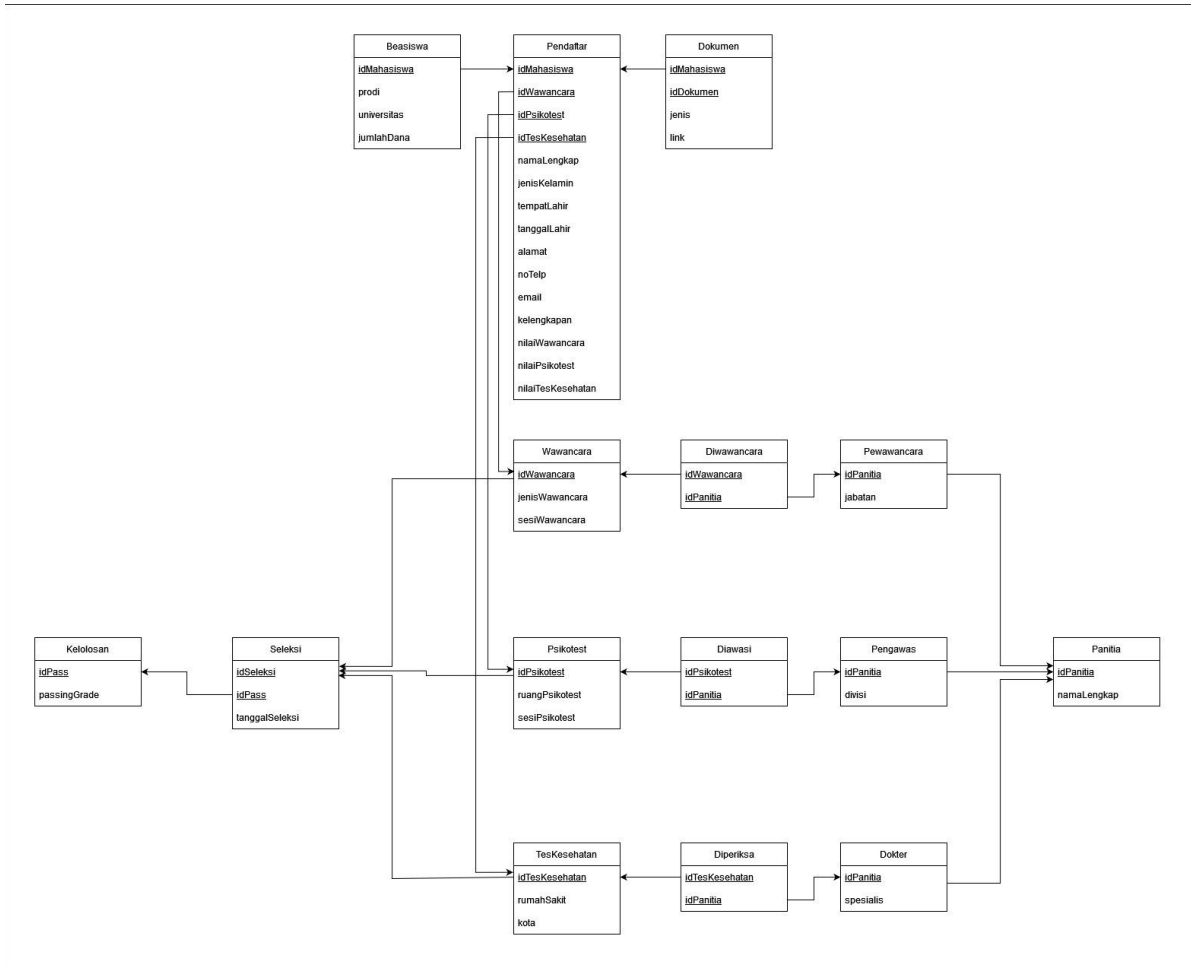 Beasiswa
idMahasiswa
prodi
universitas
jumlahDana
Pendaftar
idMahasiswa
idWawancara
idPsikotest
idTesKesehatan
namaLengkap
jenisKelamin
tempatLahir
tanggalLahir
alamat
noTelp
email
kelengkapan
nilaiWawancara
nilaiPsikotest
nilaiTesKesehatan
Dokumen
idMahasiswa
idDokumen
jenis
link
Wawancara
idWawancara
jenisWawancara
sesiWawancara
Diwawancara
idWawancara
idPanitia
Pewawancara
idPanitia
jabatan
Kelolosan
idPass
passingGrade
Seleksi
idSeleksi
idPass
tanggalSeleksi
Psikotest
idPsikotest
ruangPsikotest
sesiPsikotest
Diawasi
idPsikotest
idPanitia
Pengawas
idPanitia
divisi
Panitia
idPanitia
namaLengkap
TesKesehatan
idTesKesehatan
rumahSakit
kota
Diperiksa
idTesKesehatan
idPanitia
Dokter
idPanitia
spesialis